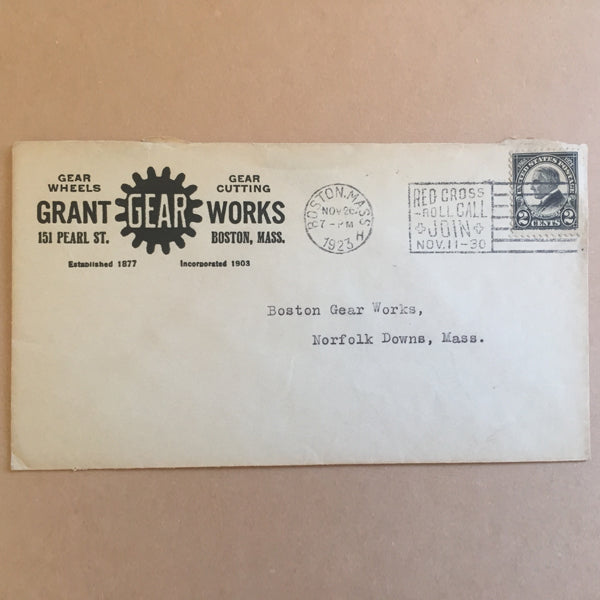 GEAR WHEELS
GEAR CUTTING
GRANT GEAR WORKS
151 PEARL ST. BOSTON, MASS.
Established 1877 Incorporated 1903
BOSTON, MASS.
NOV 26
7 - PM
1923
H
RED CROSS
ROLL CALL
JOIN
NOV. 11-30
UNITED STATES POSTAGE
2 CENTS 2
Boston Gear Works,
Norfolk Downs, Mass.